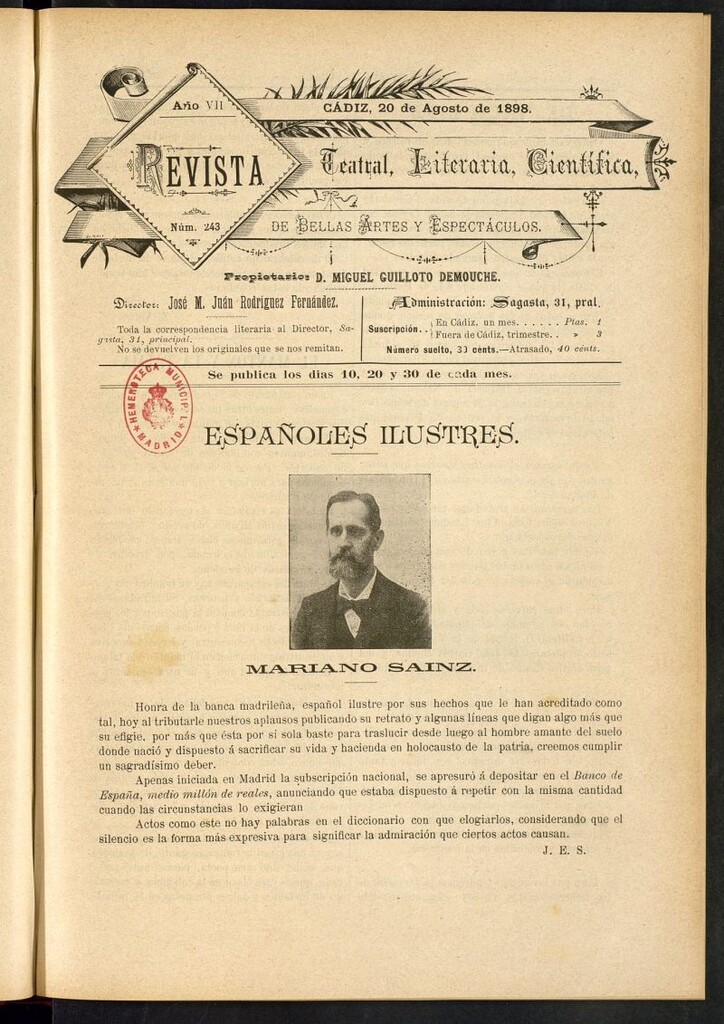 Año VII
CÁDIZ, 20 de Agosto de 1898.
REVISTA
Teatral, Literaria, Científica,
Núm. 243
DE BELLAS ARTES Y ESPECTÁCULOS.
Propietario: D. MIGUEL GUILLOTO DEMOUCHE.
Director: José M. Juán Rodríguez Fernández.
Toda la correspondencia literaria al Director, Sa-
gasta, 31, principal.
No se devuelven los originales que se nos remitan.
Administración: Sagasta, 31, pral.
Suscripción.. En Cádiz, un mes. . . . . . Ptas. 1
Fuera de Cádiz, trimestre. . » 3
Número suelto, 30 cents.—Atrasado, 40 cents.
Se publica los días 10, 20 y 30 de cada mes.
HEMEROTECA MUNICIPAL
MADRID
ESPAÑOLES ILUSTRES.
MARIANO SAINZ.
Honra de la banca madrileña, español ilustre por sus hechos que le han acreditado como
tal, hoy al tributarle nuestros aplausos publicando su retrato y algunas líneas que digan algo más que
su efigie, por más que ésta por sí sola baste para traslucir desde luego al hombre amante del suelo
donde nació y dispuesto á sacrificar su vida y hacienda en holocausto de la patria, creemos cumplir
un sagradísimo deber.
Apenas iniciada en Madrid la subscripción nacional, se apresuró á depositar en el Banco de
España, medio millón de reales, anunciando que estaba dispuesto á repetir con la misma cantidad
cuando las circunstancias lo exigieran
Actos como este no hay palabras en el diccionario con que elogiarlos, considerando que el
silencio es la forma más expresiva para significar la admiración que ciertos actos causan.
J. E. S.